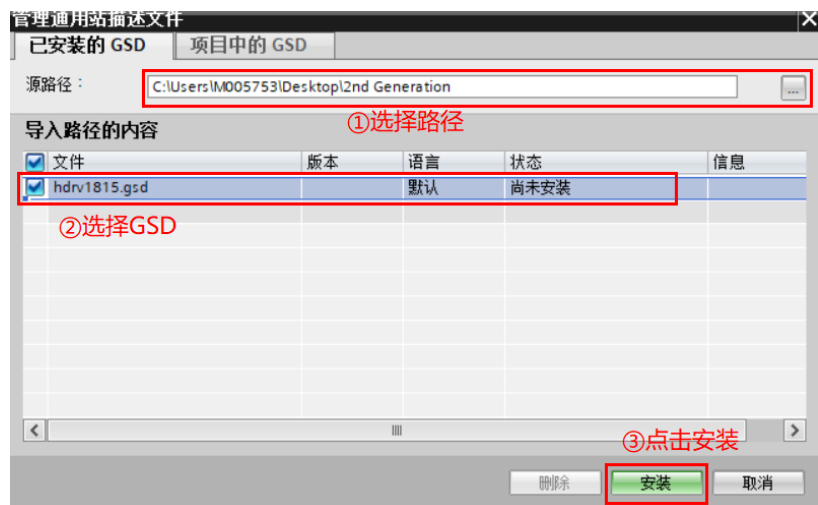 管理通用站描述文件
已安装的 GSD 项目中的 GSD
源路径： C:\Users\M005753\Desktop\2nd Generation ...
①选择路径
导入路径的内容
文件 版本 语言 状态 信息
hdrv1815.gsd 默认 尚未安装
②选择GSD
③点击安装
删除 安装 取消